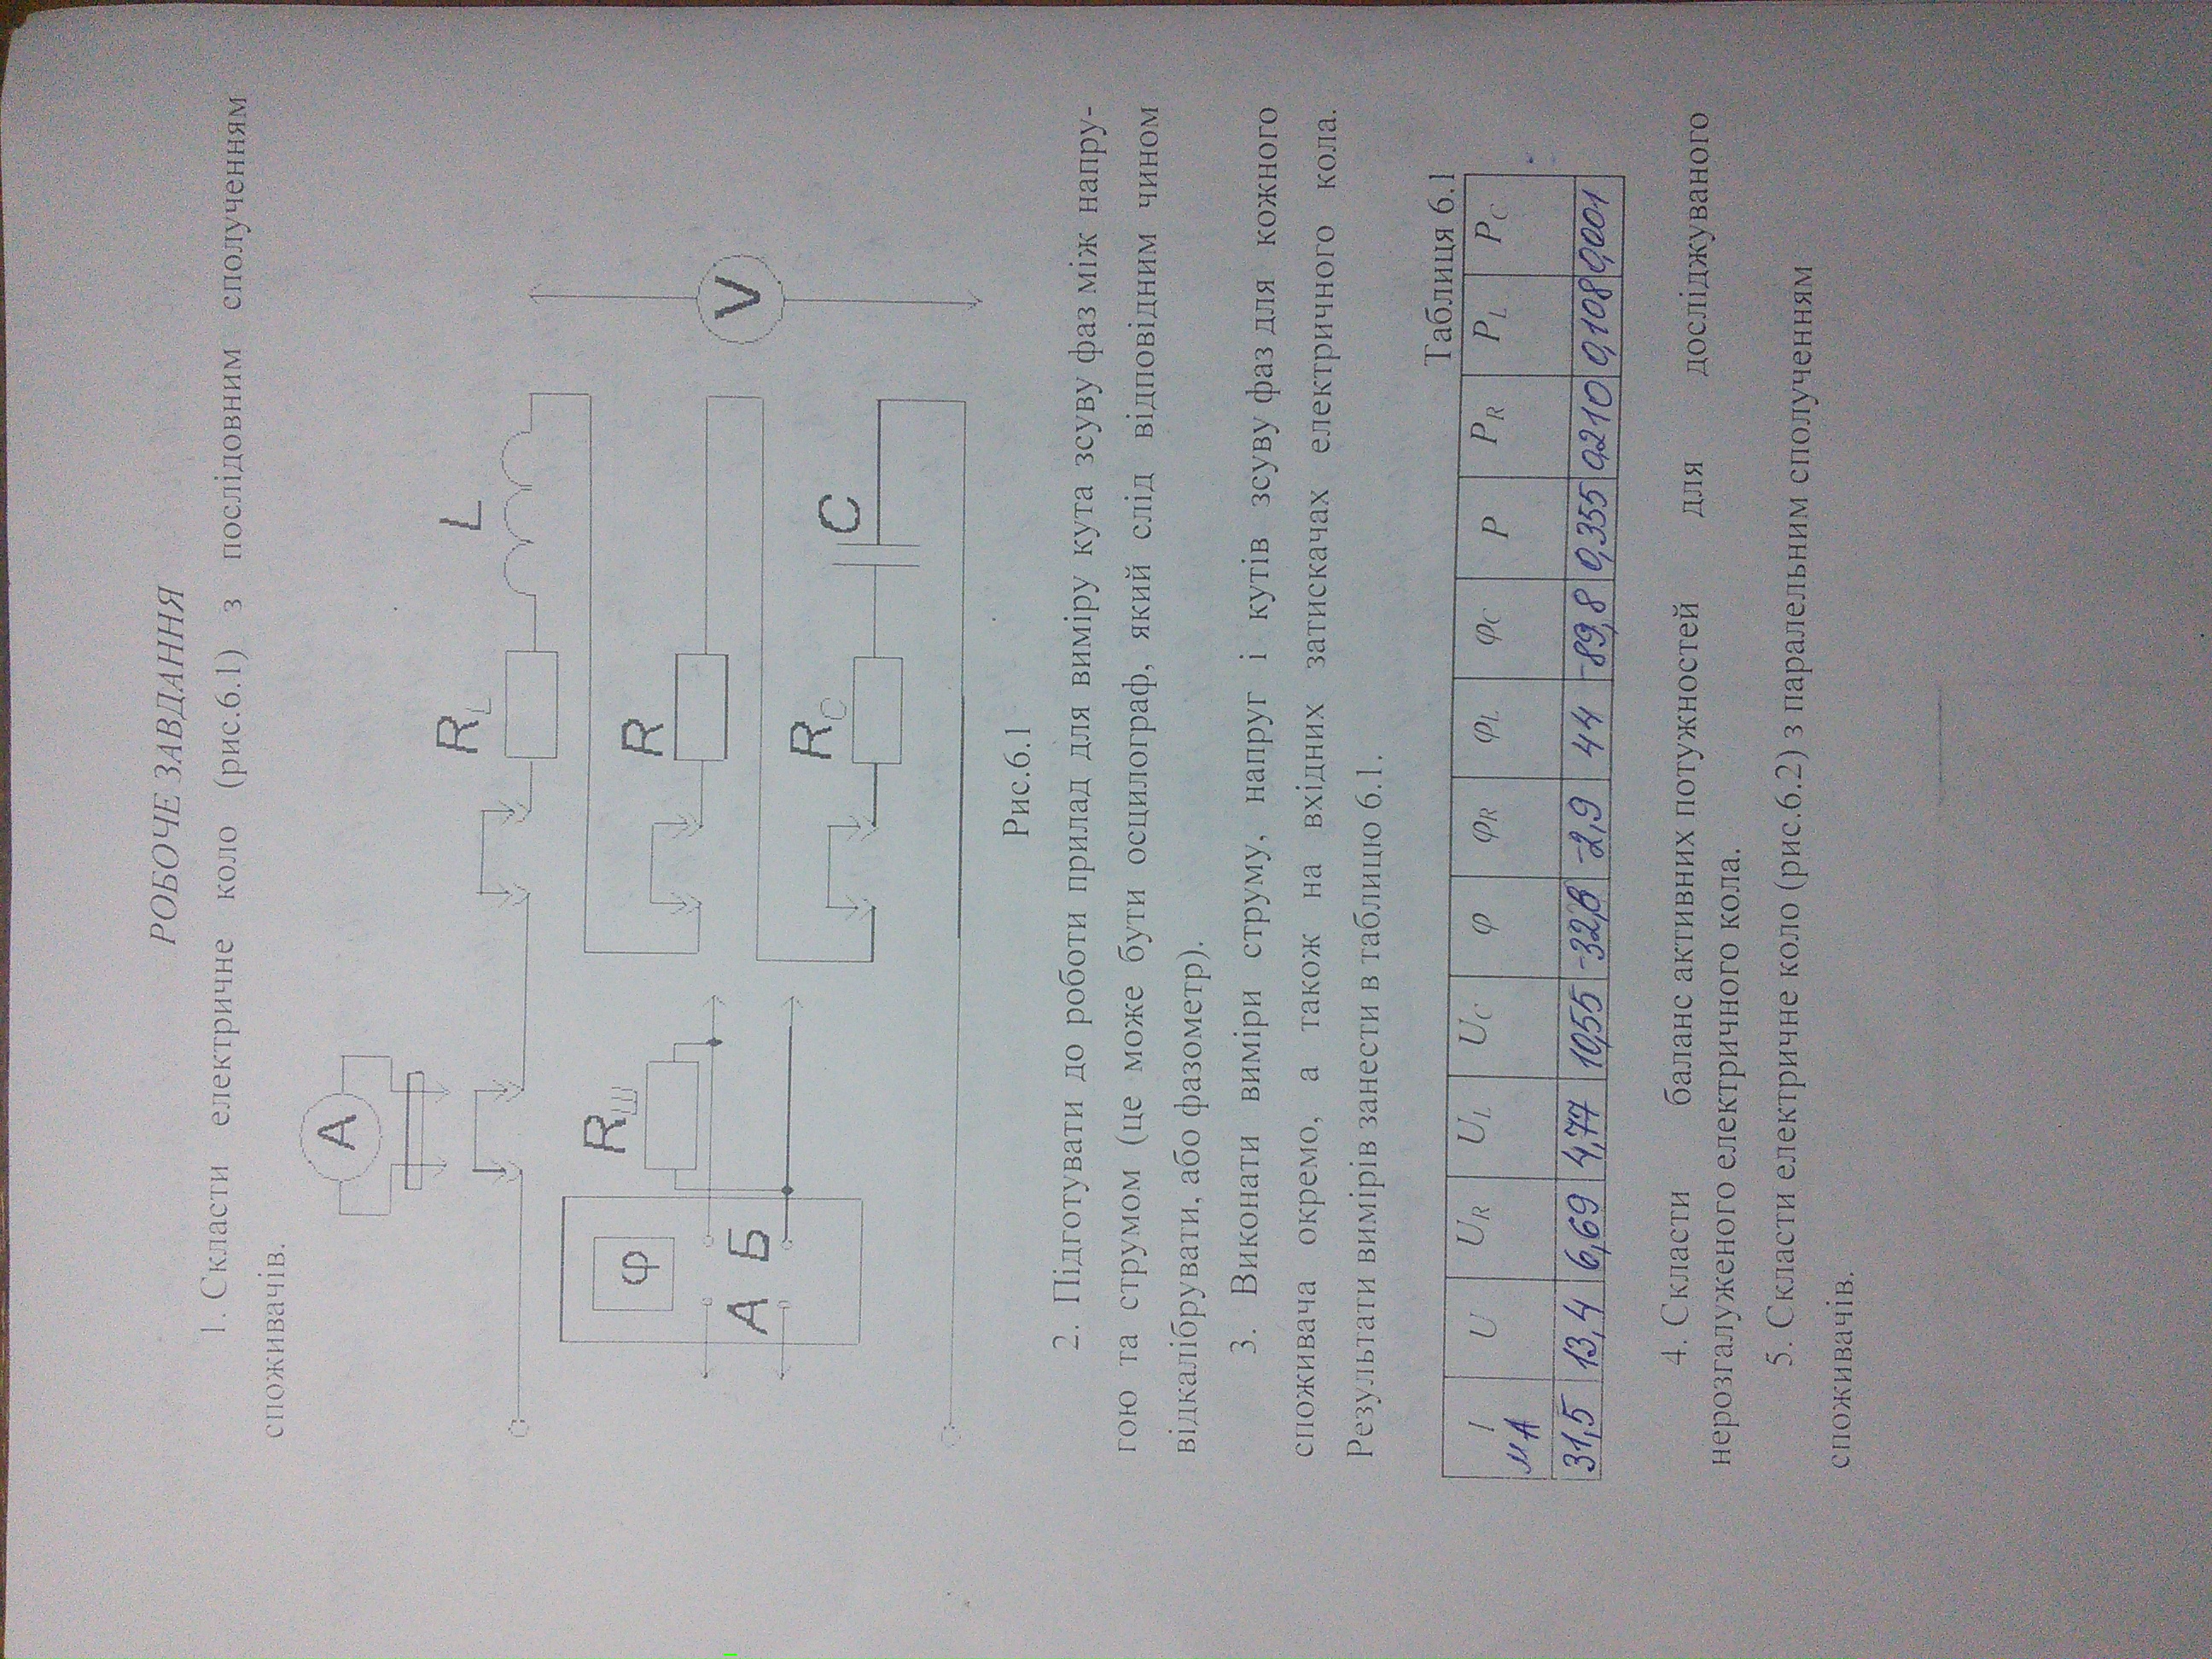 РОБОЧЕ ЗАВДАННЯ
1. Скласти електричне коло (рис.6.1) з послідовним сполученням
споживачів.
A
R_L L
φ
R_Ш
А Б
R
V
R_C C
Рис.6.1
2. Підготувати до роботи прилад для виміру кута зсуву фаз між напру-
гою та струмом (це може бути осцилограф, який слід відповідним чином
відкалібрувати, або фазометр).
3. Виконати виміри струму, напруг і кутів зсуву фаз для кожного
споживача окремо, а також на вхідних затискачах електричного кола.
Результати вимірів занести в таблицю 6.1.
Таблиця 6.1
I мА U U_R U_L U_C φ φ_R φ_L φ_C P P_R P_L P_C
31,5 13,4 6,69 4,77 10,55 -32,8 -2,9 44 -89,8 0,355 0,210 0,108 0,001
4. Скласти баланс активних потужностей для досліджуваного
нерозгалуженого електричного кола.
5. Скласти електричне коло (рис.6.2) з паралельним сполученням
споживачів.